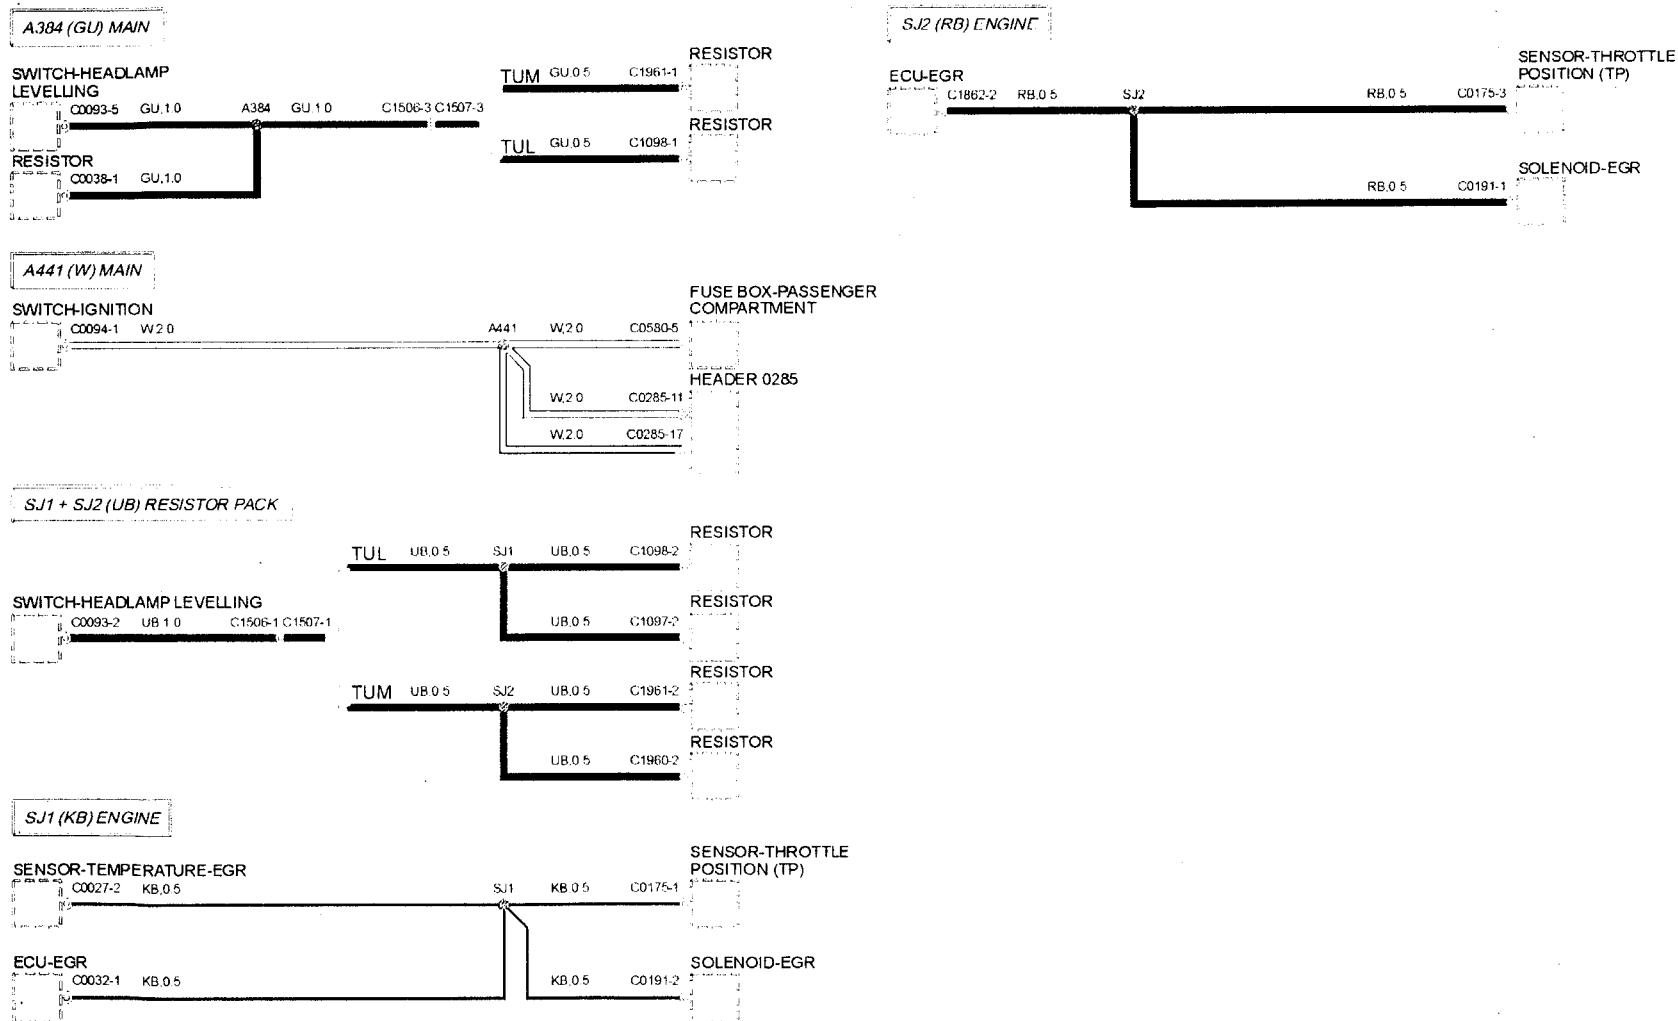 A384 (GU) MAIN
SWITCH-HEADLAMP
LEVELLING
C0093-5 GU,1.0 A384 GU,1 0 C1506-3 C1507-3
RESISTOR
C0038-1 GU,1.0
RESISTOR
TUM GU,0 5 C1961-1
RESISTOR
TUL GU,0.5 C1098-1
SJ2 (RB) ENGINE
ECU-EGR
C1862-2 RB,0 5 SJ2 RB,0 5 C0175-3
SENSOR-THROTTLE
POSITION (TP)
SOLENOID-EGR
RB,0 5 C0191-1
A441 (W) MAIN
SWITCH-IGNITION
C0094-1 W 2 0 A441 W,2 0 C0580-5
FUSE BOX-PASSENGER
COMPARTMENT
HEADER 0285
W,2 0 C0285-11
W,2.0 C0285-17
SJ1 + SJ2 (UB) RESISTOR PACK
RESISTOR
TUL UB,0 5 SJ1 UB,0 5 C1098-2
RESISTOR
UB,0 5 C1097-2
SWITCH-HEADLAMP LEVELLING
C0093-2 UB 1 0 C1506-1 C1507-1
RESISTOR
TUM UB,0 5 SJ2 UB,0 5 C1961-2
RESISTOR
UB,0 5 C1960-2
SJ1 (KB) ENGINE
SENSOR-TEMPERATURE-EGR
C0027-2 KB,0.5 SJ1 KB,0 5 C0175-1
SENSOR-THROTTLE
POSITION (TP)
ECU-EGR
C0032-1 KB,0.5
SOLENOID-EGR
KB,0.5 C0191-2